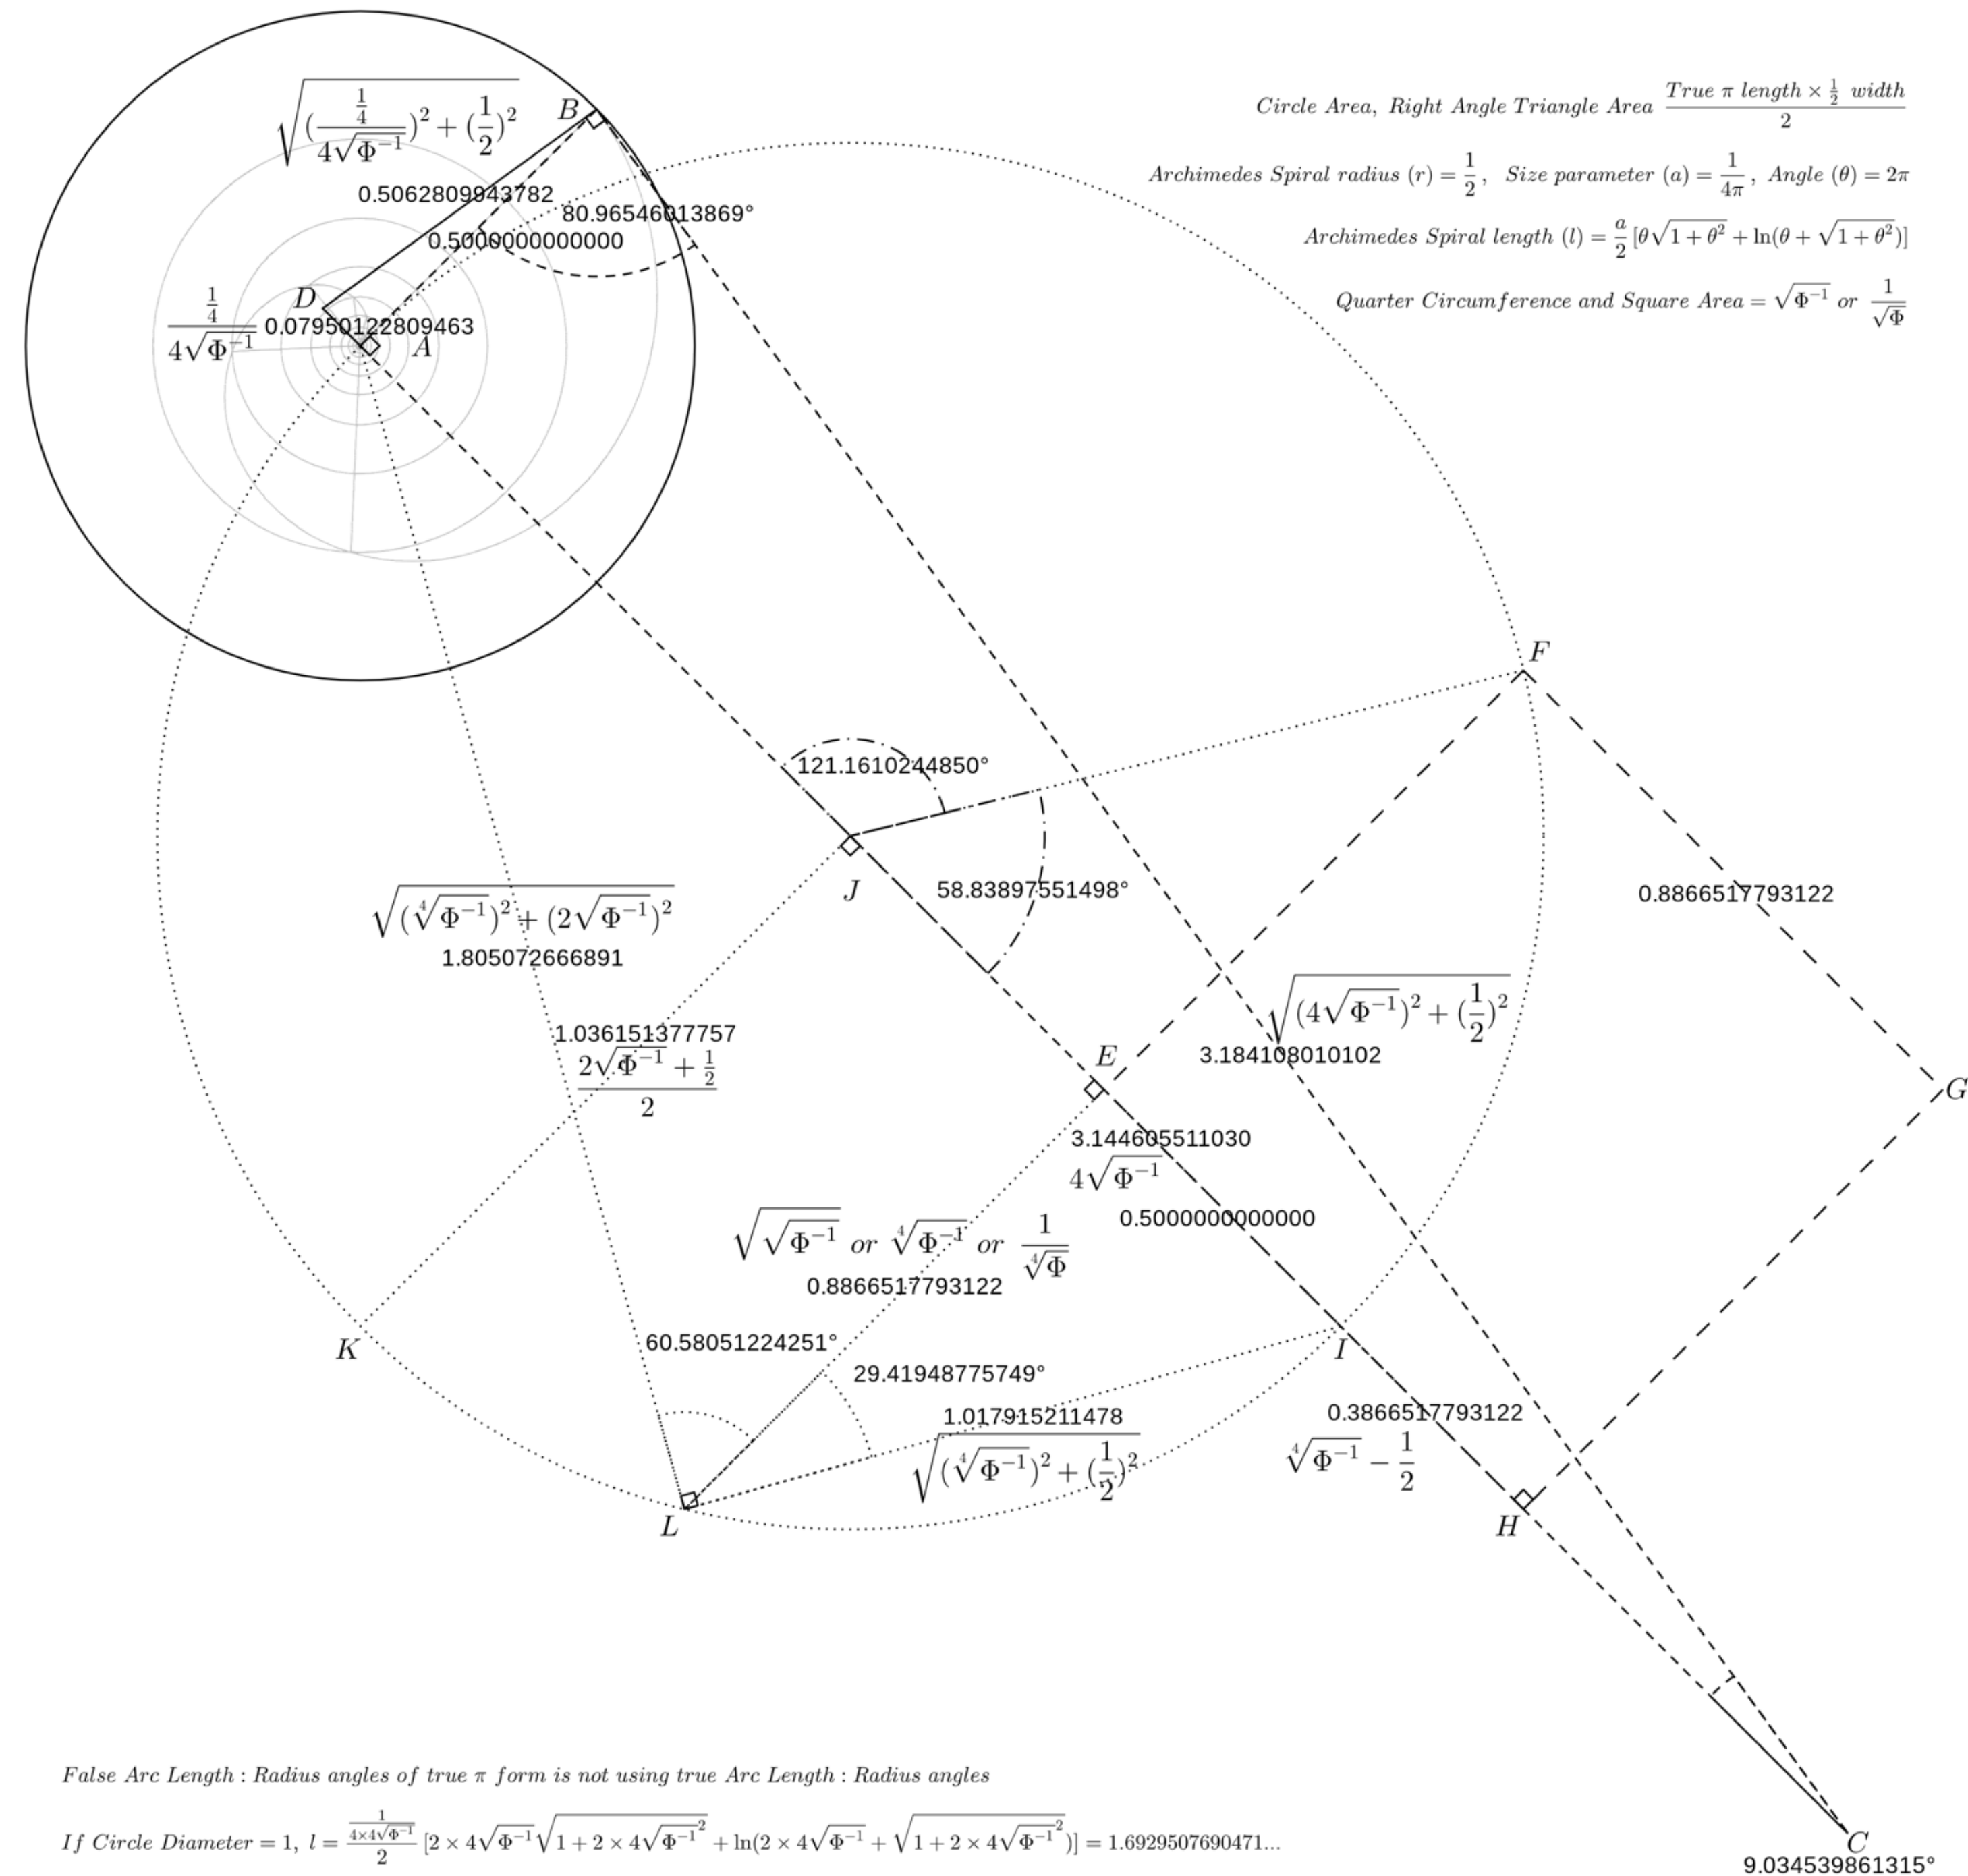 √((1/4)/(4√Φ⁻¹))² + (1/2)²
B
Circle Area, Right Angle Triangle Area (True π length × 1/2 width)/2
Archimedes Spiral radius (r) = 1/2, Size parameter (a) = 1/4π, Angle (θ) = 2π
0.5062809943782
80.96546013869°
0.5000000000000
Archimedes Spiral length (l) = a/2 [θ√1 + θ² + ln(θ + √1 + θ²)]
D
Quarter Circumference and Square Area = √Φ⁻¹ or 1/√Φ
(1/4)/(4√Φ⁻¹) 0.07950122809463
A
F
121.1610244850°
J
58.83897551498°
0.8866517793122
√(⁴√Φ⁻¹)² + (2√Φ⁻¹)²
1.805072666891
√(4√Φ⁻¹)² + (1/2)²
3.184108010102
1.036151377757
(2√Φ⁻¹ + 1/2)/2
E
G
3.144605511030
4√Φ⁻¹
0.5000000000000
√√Φ⁻¹ or ⁴√Φ⁻¹ or 1/⁴√Φ
0.8866517793122
K
60.58051224251°
I
29.41948775749°
1.017915211478
√(⁴√Φ⁻¹)² + (1/2)²
0.3866517793122
⁴√Φ⁻¹ − 1/2
L
H
False Arc Length : Radius angles of true π form is not using true Arc Length : Radius angles
If Circle Diameter = 1, l = (1/(4×4√Φ⁻¹))/2 [2 × 4√Φ⁻¹√1 + 2 × 4√Φ⁻¹² + ln(2 × 4√Φ⁻¹ + √1 + 2 × 4√Φ⁻¹²)] = 1.6929507690471...
C
9.034539861315°